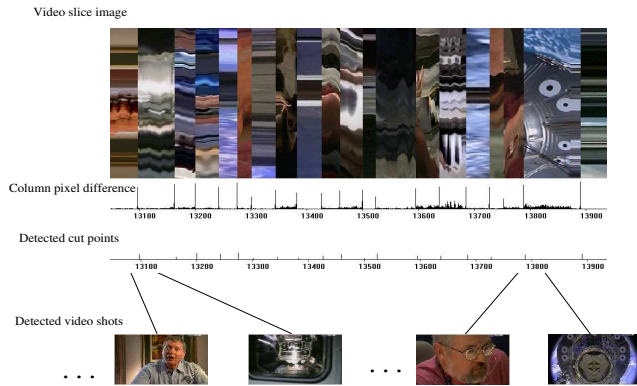 Video slice image
Column pixel difference
13100 13200 13300 13400 13500 13600 13700 13800 13900
Detected cut points
13100 13200 13300 13400 13500 13600 13700 13800 13900
Detected video shots
. . . . . .